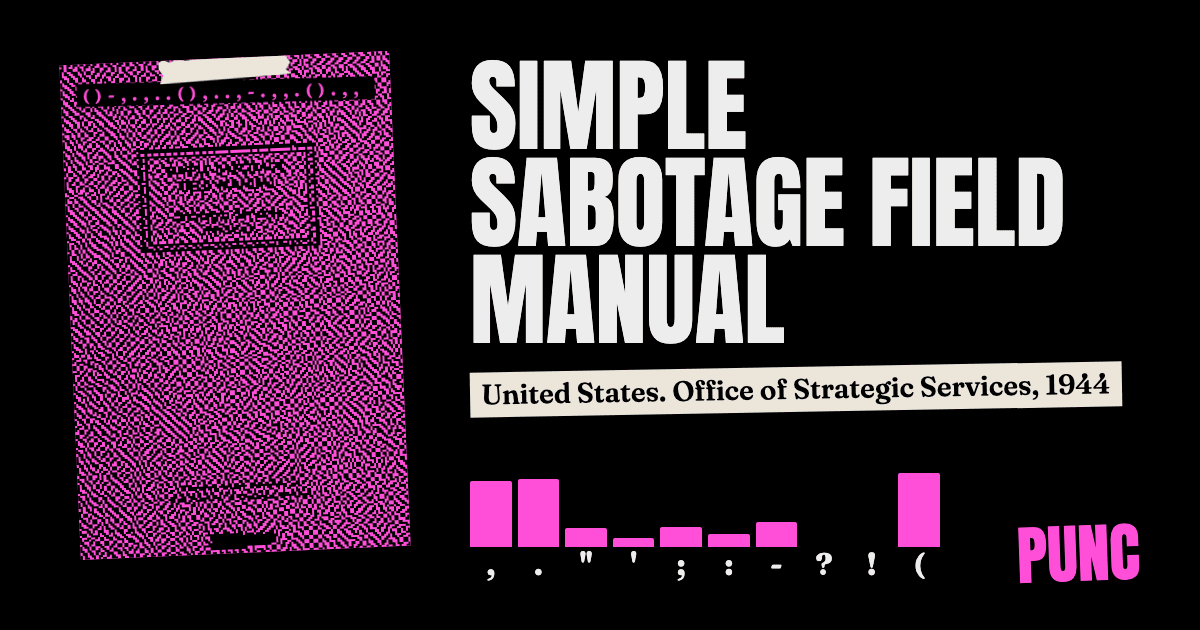 ()-,.,..(),..,-.,,.().,,
SIMPLE
SABOTAGE FIELD
MANUAL
United States. Office of Strategic Services, 1944
, . " ' ; : - ? ! (
PUNC